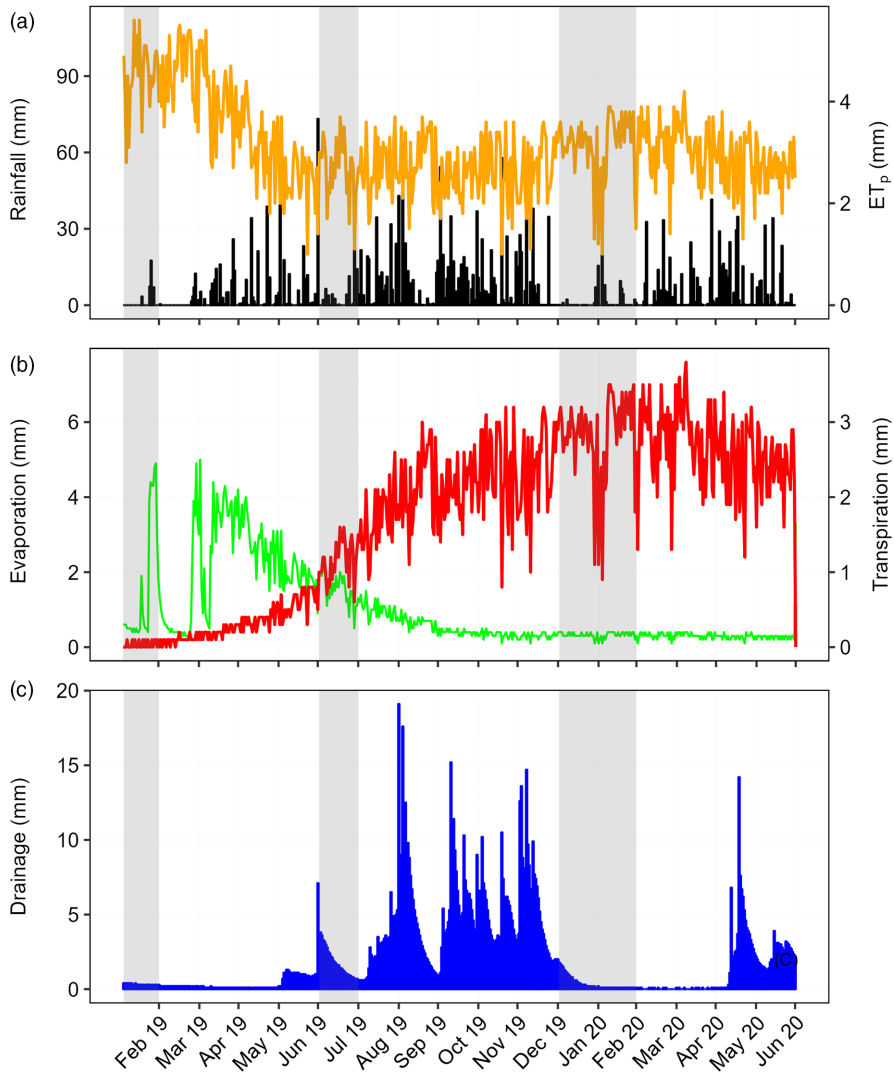 (a)
Rainfall (mm)
90
60
30
0
4
2
0
ETp (mm)
(b)
Evaporation (mm)
6
4
2
0
3
2
1
0
Transpiration (mm)
(c)
Drainage (mm)
20
15
10
5
0
(C)
Feb 19
Mar 19
Apr 19
May 19
Jun 19
Jul 19
Aug 19
Sep 19
Oct 19
Nov 19
Dec 19
Jan 20
Feb 20
Mar 20
Apr 20
May 20
Jun 20